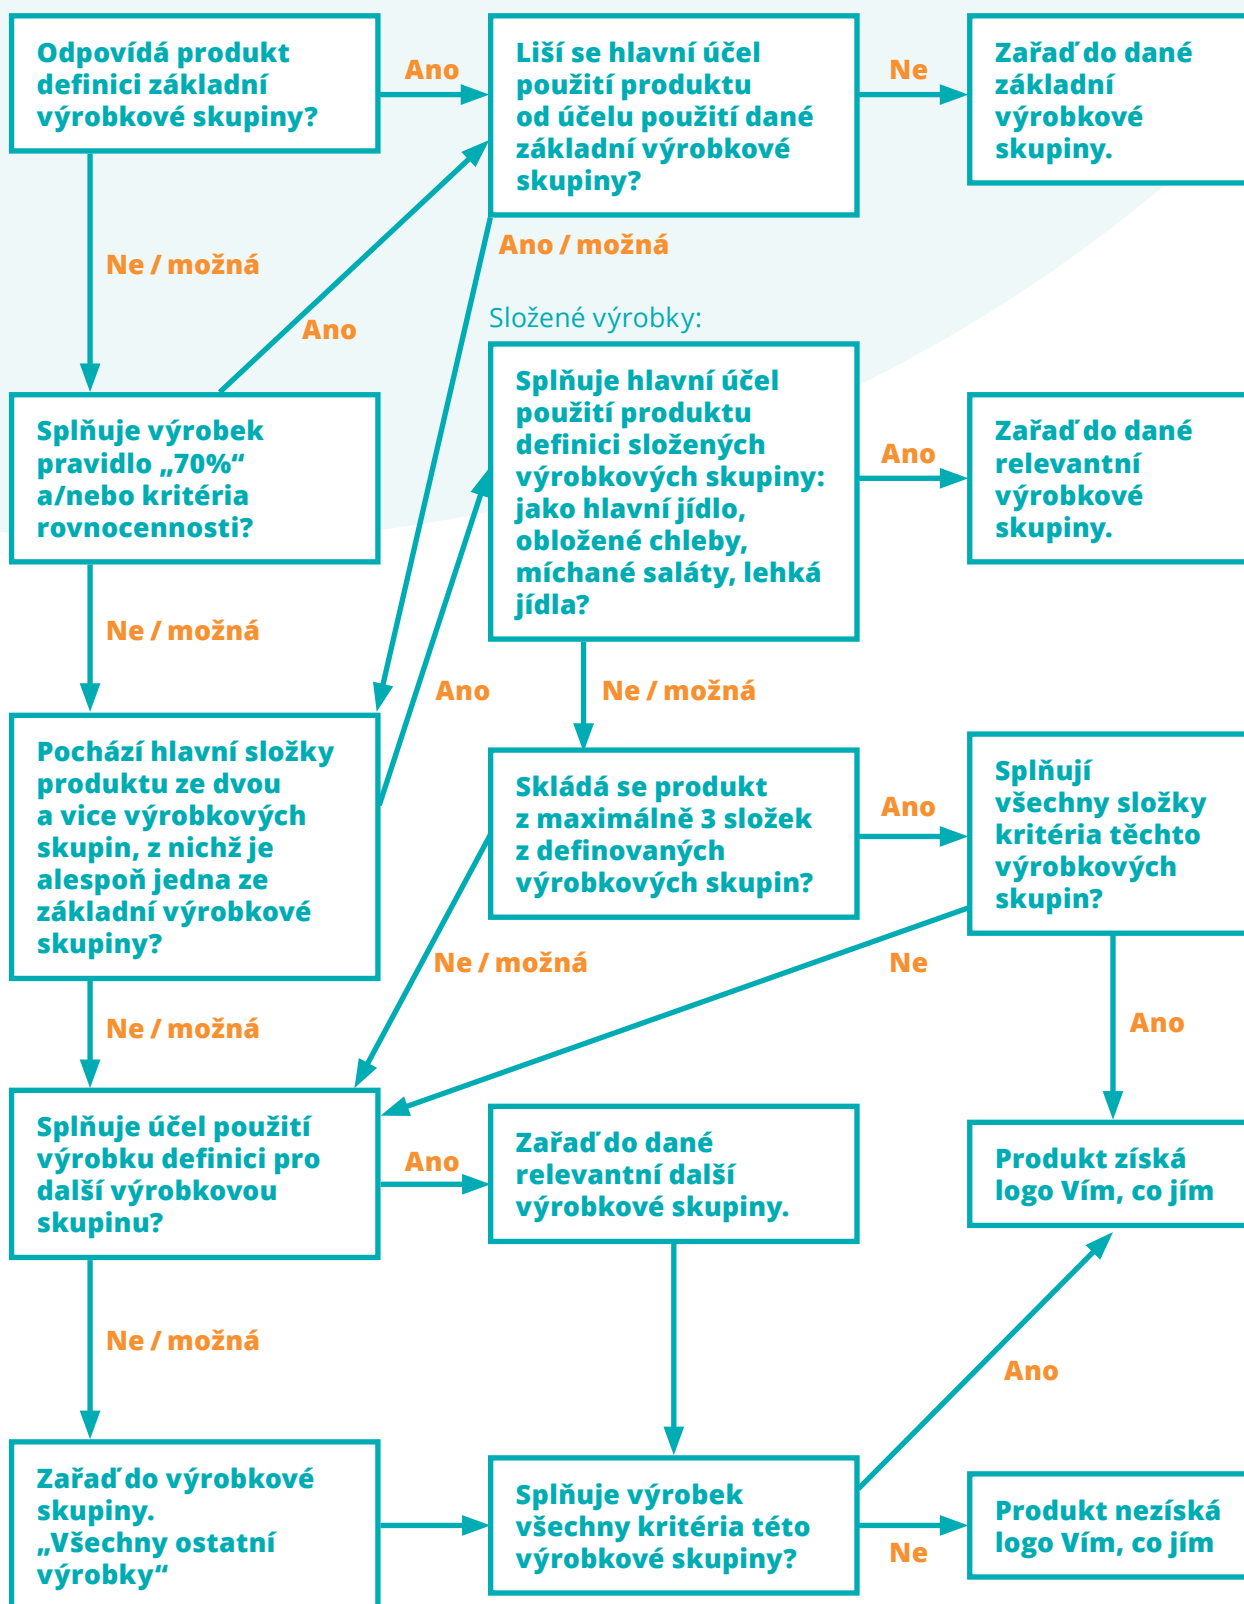 Odpovídá produkt
definici základní
výrobkové skupiny?
Ano
Liší se hlavní účel
použití produktu
od účelu použití dané
základní výrobkové
skupiny?
Ne
Zařaď do dané
základní
výrobkové
skupiny.
Ne / možná
Ano
Ano / možná
Složené výrobky:
Splňuje výrobek
pravidlo „70%“
a/nebo kritéria
rovnocennosti?
Splňuje hlavní účel
použití produktu
definici složených
výrobkových skupiny:
jako hlavní jídlo,
obložené chleby,
míchané saláty, lehká
jídla?
Ano
Zařaď do dané
relevantní
výrobkové
skupiny.
Ne / možná
Ano
Ne / možná
Pochází hlavní složky
produktu ze dvou
a vice výrobkových
skupin, z nichž je
alespoň jedna ze
základní výrobkové
skupiny?
Skládá se produkt
z maximálně 3 složek
z definovaných
výrobkových skupin?
Ano
Splňují
všechny složky
kritéria těchto
výrobkových
skupin?
Ne / možná
Ne
Ne / možná
Ano
Splňuje účel použití
výrobku definici pro
další výrobkovou
skupinu?
Ano
Zařaď do dané
relevantní další
výrobkové skupiny.
Produkt získá
logo Vím, co jím
Ne / možná
Ano
Zařaď do výrobkové
skupiny.
„Všechny ostatní
výrobky“
Splňuje výrobek
všechny kritéria této
výrobkové skupiny?
Ne
Produkt nezíská
logo Vím, co jím